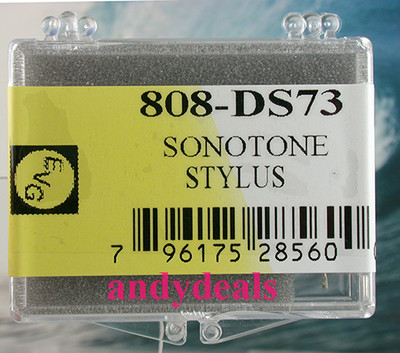 808-DS73
SONOTONE
STYLUS
EVG
7 96175 28560
andydeals